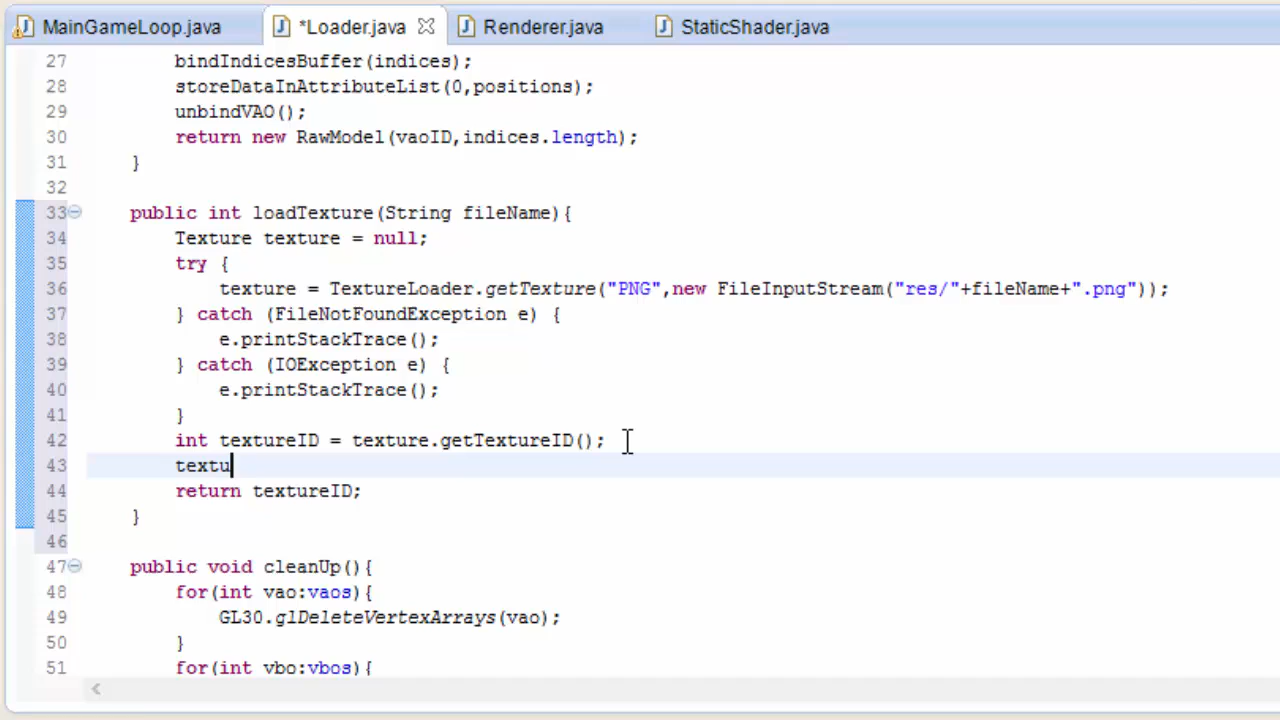 MainGameLoop.java *Loader.java Renderer.java StaticShader.java
27 bindIndicesBuffer(indices);
28 storeDataInAttributeList(0,positions);
29 unbindVAO();
30 return new RawModel(vaoID,indices.length);
31 }
32
33 public int loadTexture(String fileName){
34 Texture texture = null;
35 try {
36 texture = TextureLoader.getTexture("PNG",new FileInputStream("res/"+fileName+".png"));
37 } catch (FileNotFoundException e) {
38 e.printStackTrace();
39 } catch (IOException e) {
40 e.printStackTrace();
41 }
42 int textureID = texture.getTextureID();
43 textu
44 return textureID;
45 }
46
47 public void cleanUp(){
48 for(int vao:vaos){
49 GL30.glDeleteVertexArrays(vao);
50 }
51 for(int vbo:vbos){